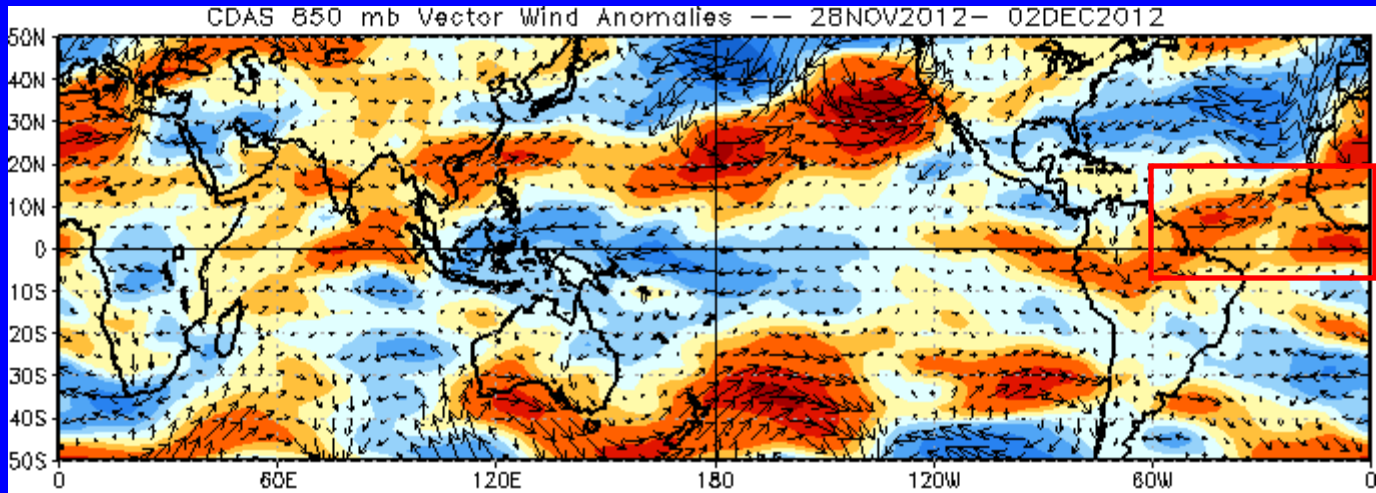 CDAS 850 mb Vector Wind Anomalies -- 28NOV2012- 02DEC2012
50N
40N
30N
20N
10N
0
10S
20S
30S
40S
50S
0 60E 120E 180 120W 60W 0